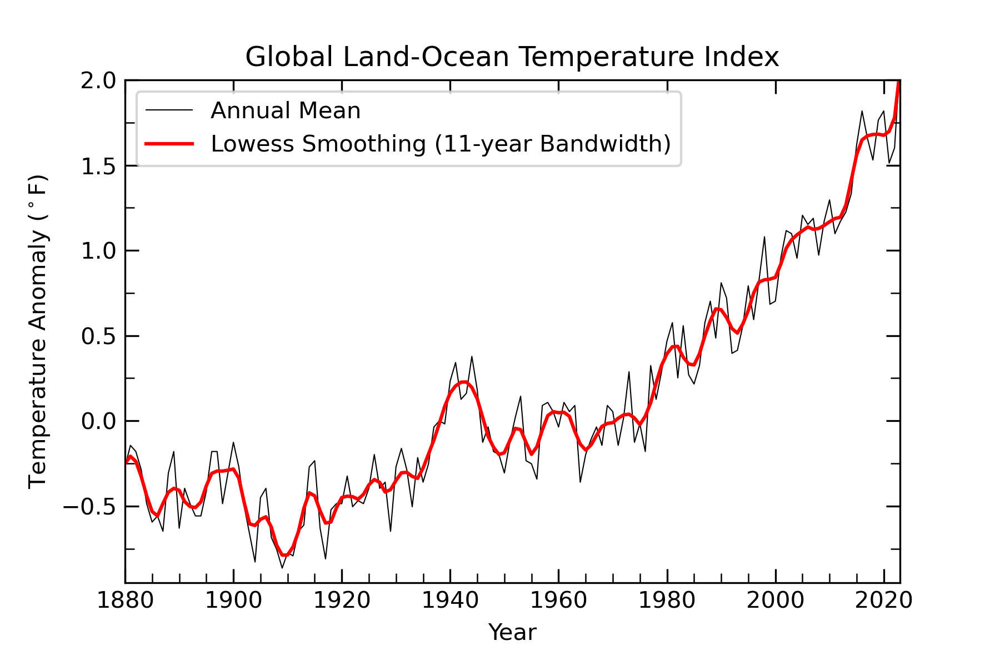 Global Land-Ocean Temperature Index
2.0
Annual Mean
Lowess Smoothing (11-year Bandwidth)
1.5
1.0
0.5
0.0
−0.5
Temperature Anomaly (°F)
1880 1900 1920 1940 1960 1980 2000 2020
Year